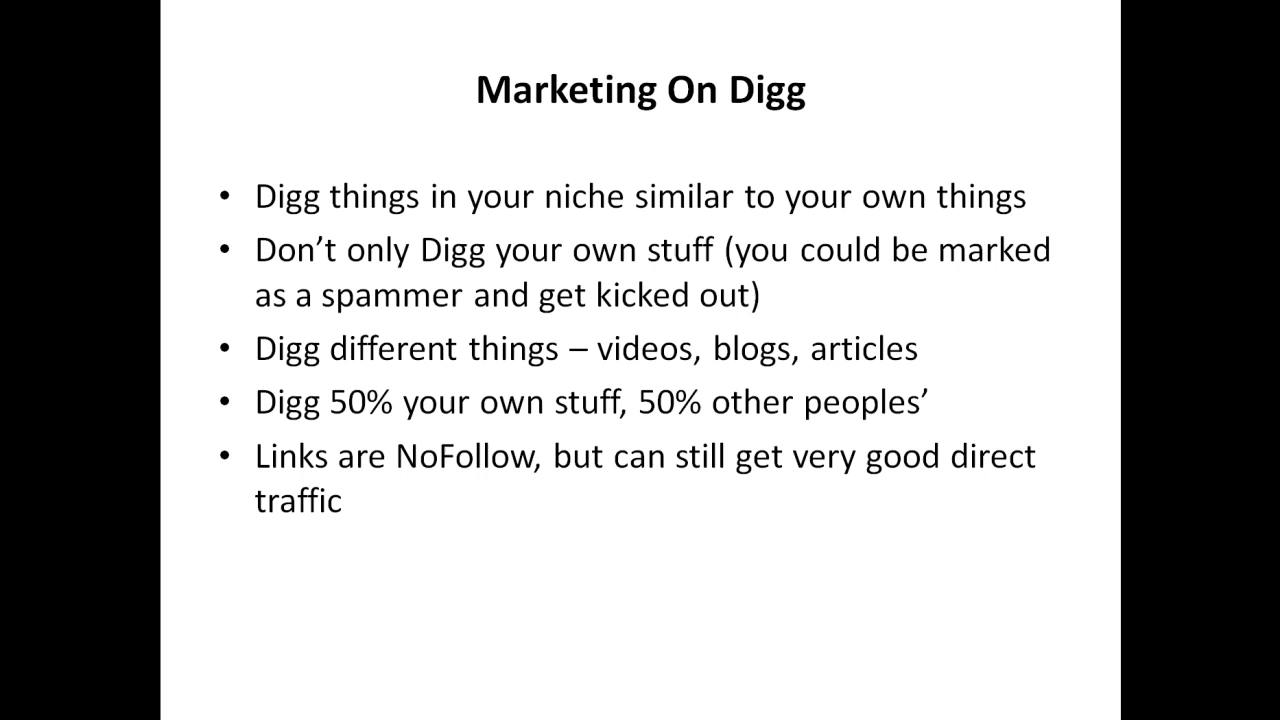 Marketing On Digg
• Digg things in your niche similar to your own things
• Don’t only Digg your own stuff (you could be marked
as a spammer and get kicked out)
• Digg different things – videos, blogs, articles
• Digg 50% your own stuff, 50% other peoples’
• Links are NoFollow, but can still get very good direct
traffic